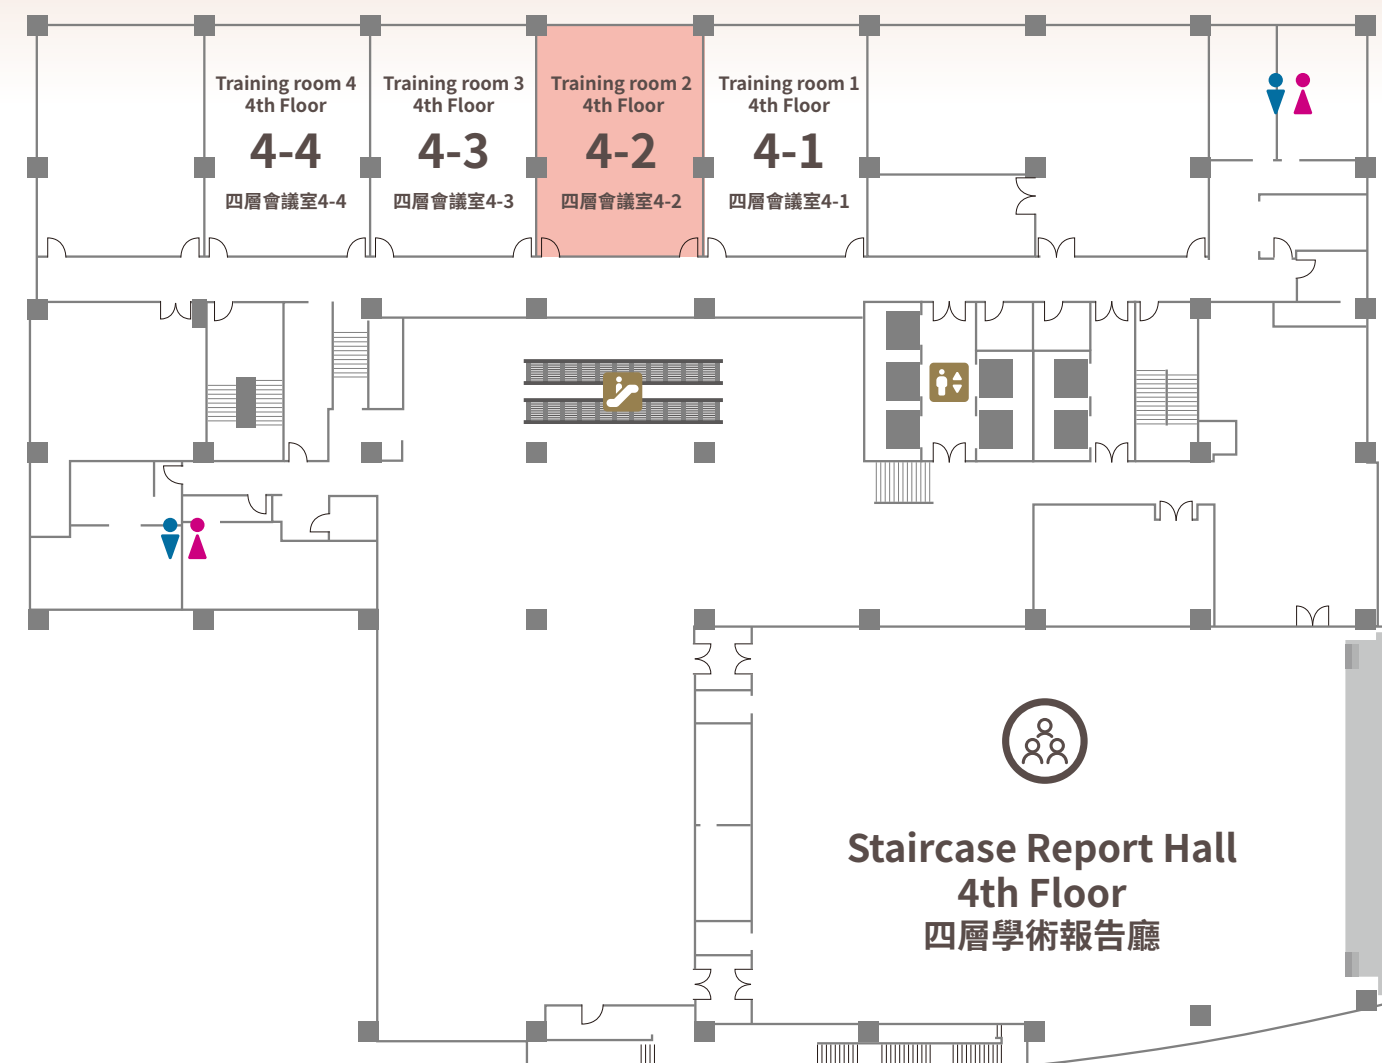 Training room 4
4th Floor
4-4
四層會議室4-4
Training room 3
4th Floor
4-3
四層會議室4-3
Training room 2
4th Floor
4-2
四層會議室4-2
Training room 1
4th Floor
4-1
四層會議室4-1
Staircase Report Hall
4th Floor
四層學術報告廳